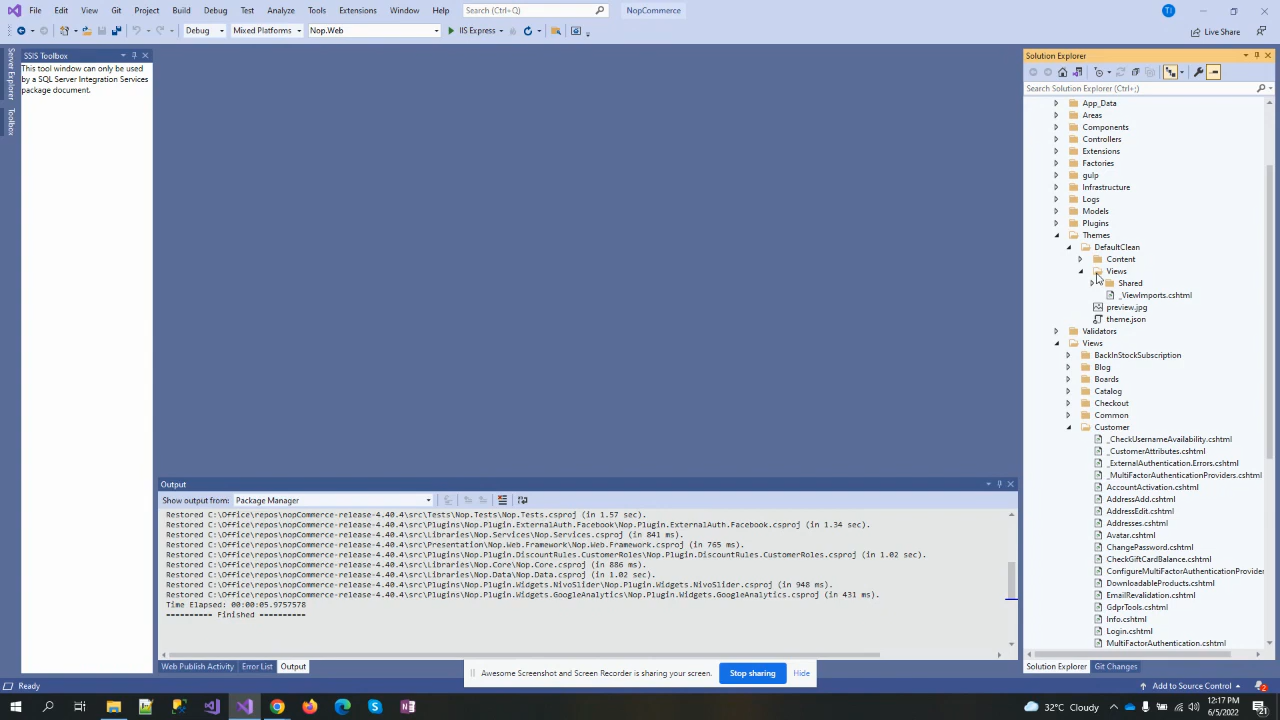 File Edit View Git Project Build Debug Test Analyze Tools Extensions Window Help Search (Ctrl+Q) NopCommerce TI
Debug Mixed Platforms Nop.Web IIS Express Live Share
Server Explorer
Toolbox
SSIS Toolbox
This tool window can only be used
by a SQL Server Integration Services
package document.
Solution Explorer
Search Solution Explorer (Ctrl+;)
App_Data
Areas
Components
Controllers
Extensions
Factories
gulp
Infrastructure
Logs
Models
Plugins
Themes
DefaultClean
Content
Views
Shared
_ViewImports.cshtml
preview.jpg
theme.json
Validators
Views
BackInStockSubscription
Blog
Boards
Catalog
Checkout
Common
Customer
_CheckUsernameAvailability.cshtml
_CustomerAttributes.cshtml
_ExternalAuthentication.Errors.cshtml
_MultiFactorAuthenticationProviders.cshtml
AccountActivation.cshtml
AddressAdd.cshtml
AddressEdit.cshtml
Addresses.cshtml
Avatar.cshtml
ChangePassword.cshtml
CheckGiftCardBalance.cshtml
ConfigureMultiFactorAuthenticationProvider
DownloadableProducts.cshtml
EmailRevalidation.cshtml
GdprTools.cshtml
Info.cshtml
Login.cshtml
MultiFactorAuthentication.cshtml
Solution Explorer Git Changes
Output
Show output from: Package Manager
Restored C:\Office\repos\nopCommerce-release-4.40.4\src\Tests\Nop.Tests\Nop.Tests.csproj (in 1.57 sec).
Restored C:\Office\repos\nopCommerce-release-4.40.4\src\Plugins\Nop.Plugin.ExternalAuth.Facebook\Nop.Plugin.ExternalAuth.Facebook.csproj (in 1.34 sec).
Restored C:\Office\repos\nopCommerce-release-4.40.4\src\Libraries\Nop.Services\Nop.Services.csproj (in 841 ms).
Restored C:\Office\repos\nopCommerce-release-4.40.4\src\Presentation\Nop.Web.Framework\Nop.Web.Framework.csproj (in 765 ms).
Restored C:\Office\repos\nopCommerce-release-4.40.4\src\Plugins\Nop.Plugin.DiscountRules.CustomerRoles\Nop.Plugin.DiscountRules.CustomerRoles.csproj (in 1.02 sec).
Restored C:\Office\repos\nopCommerce-release-4.40.4\src\Libraries\Nop.Core\Nop.Core.csproj (in 886 ms).
Restored C:\Office\repos\nopCommerce-release-4.40.4\src\Libraries\Nop.Data\Nop.Data.csproj (in 1.02 sec).
Restored C:\Office\repos\nopCommerce-release-4.40.4\src\Plugins\Nop.Plugin.Widgets.NivoSlider\Nop.Plugin.Widgets.NivoSlider.csproj (in 948 ms).
Restored C:\Office\repos\nopCommerce-release-4.40.4\src\Plugins\Nop.Plugin.Widgets.GoogleAnalytics\Nop.Plugin.Widgets.GoogleAnalytics.csproj (in 431 ms).
Time Elapsed: 00:00:05.9757578
========== Finished ==========
Web Publish Activity Error List Output
Awesome Screenshot and Screen Recorder is sharing your screen. Stop sharing Hide
Ready Add to Source Control 2
32°C Cloudy 12:17 PM
6/5/2022 21